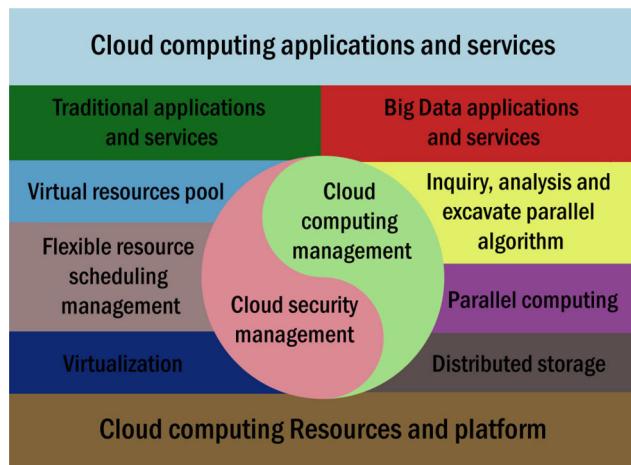 Cloud computing applications and services
Traditional applications
and services
Big Data applications
and services
Virtual resources pool
Cloud
computing
management
Inquiry, analysis and
excavate parallel
algorithm
Flexible resource
scheduling
management
Cloud security
management
Parallel computing
Virtualization
Distributed storage
Cloud computing Resources and platform